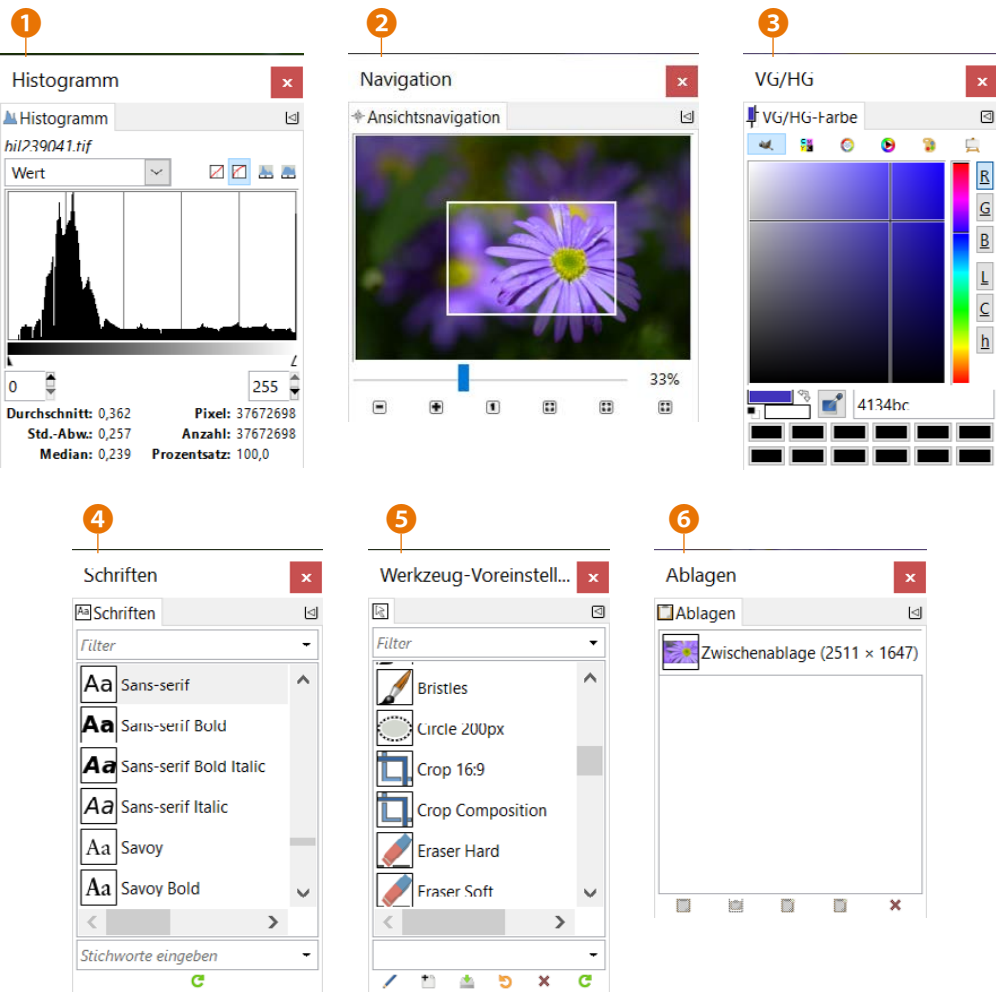 1
2
3
Histogramm x
Histogramm
hil239041.tif
Wert
0 255
Durchschnitt: 0,362 Pixel: 37672698
Std.-Abw.: 0,257 Anzahl: 37672698
Median: 0,239 Prozentsatz: 100,0
Navigation x
Ansichtsnavigation
33%
1
VG/HG x
VG/HG-Farbe
R
G
B
L
C
h
4134bc
4
5
6
Schriften x
Aa Schriften
Filter
Aa Sans-serif
Aa Sans-serif Bold
Aa Sans-serif Bold Italic
Aa Sans-serif Italic
Aa Savoy
Aa Savoy Bold
Stichworte eingeben
Werkzeug-Voreinstell... x
Filter
Bristles
Circle 200px
Crop 16:9
Crop Composition
Eraser Hard
Eraser Soft
Ablagen x
Ablagen
Zwischenablage (2511 × 1647)